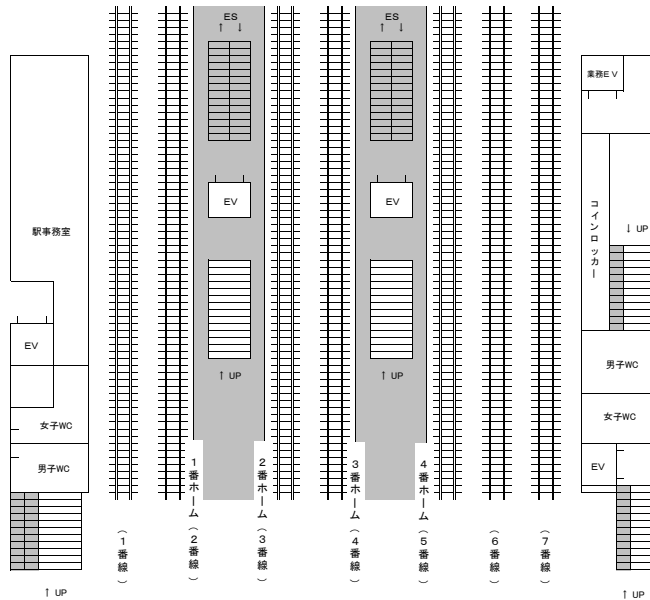 ES
↑ ↓
ES
↑ ↓
業務EV
EV
EV
駅事務室
コインロッカー
↓ UP
EV
↑ UP
↑ UP
男子WC
女子WC
女子WC
男子WC
EV
1番ホーム(2番線)
2番ホーム(3番線)
3番ホーム(4番線)
4番ホーム(5番線)
(1番線)
(6番線)
(7番線)
↑ UP
↑ UP